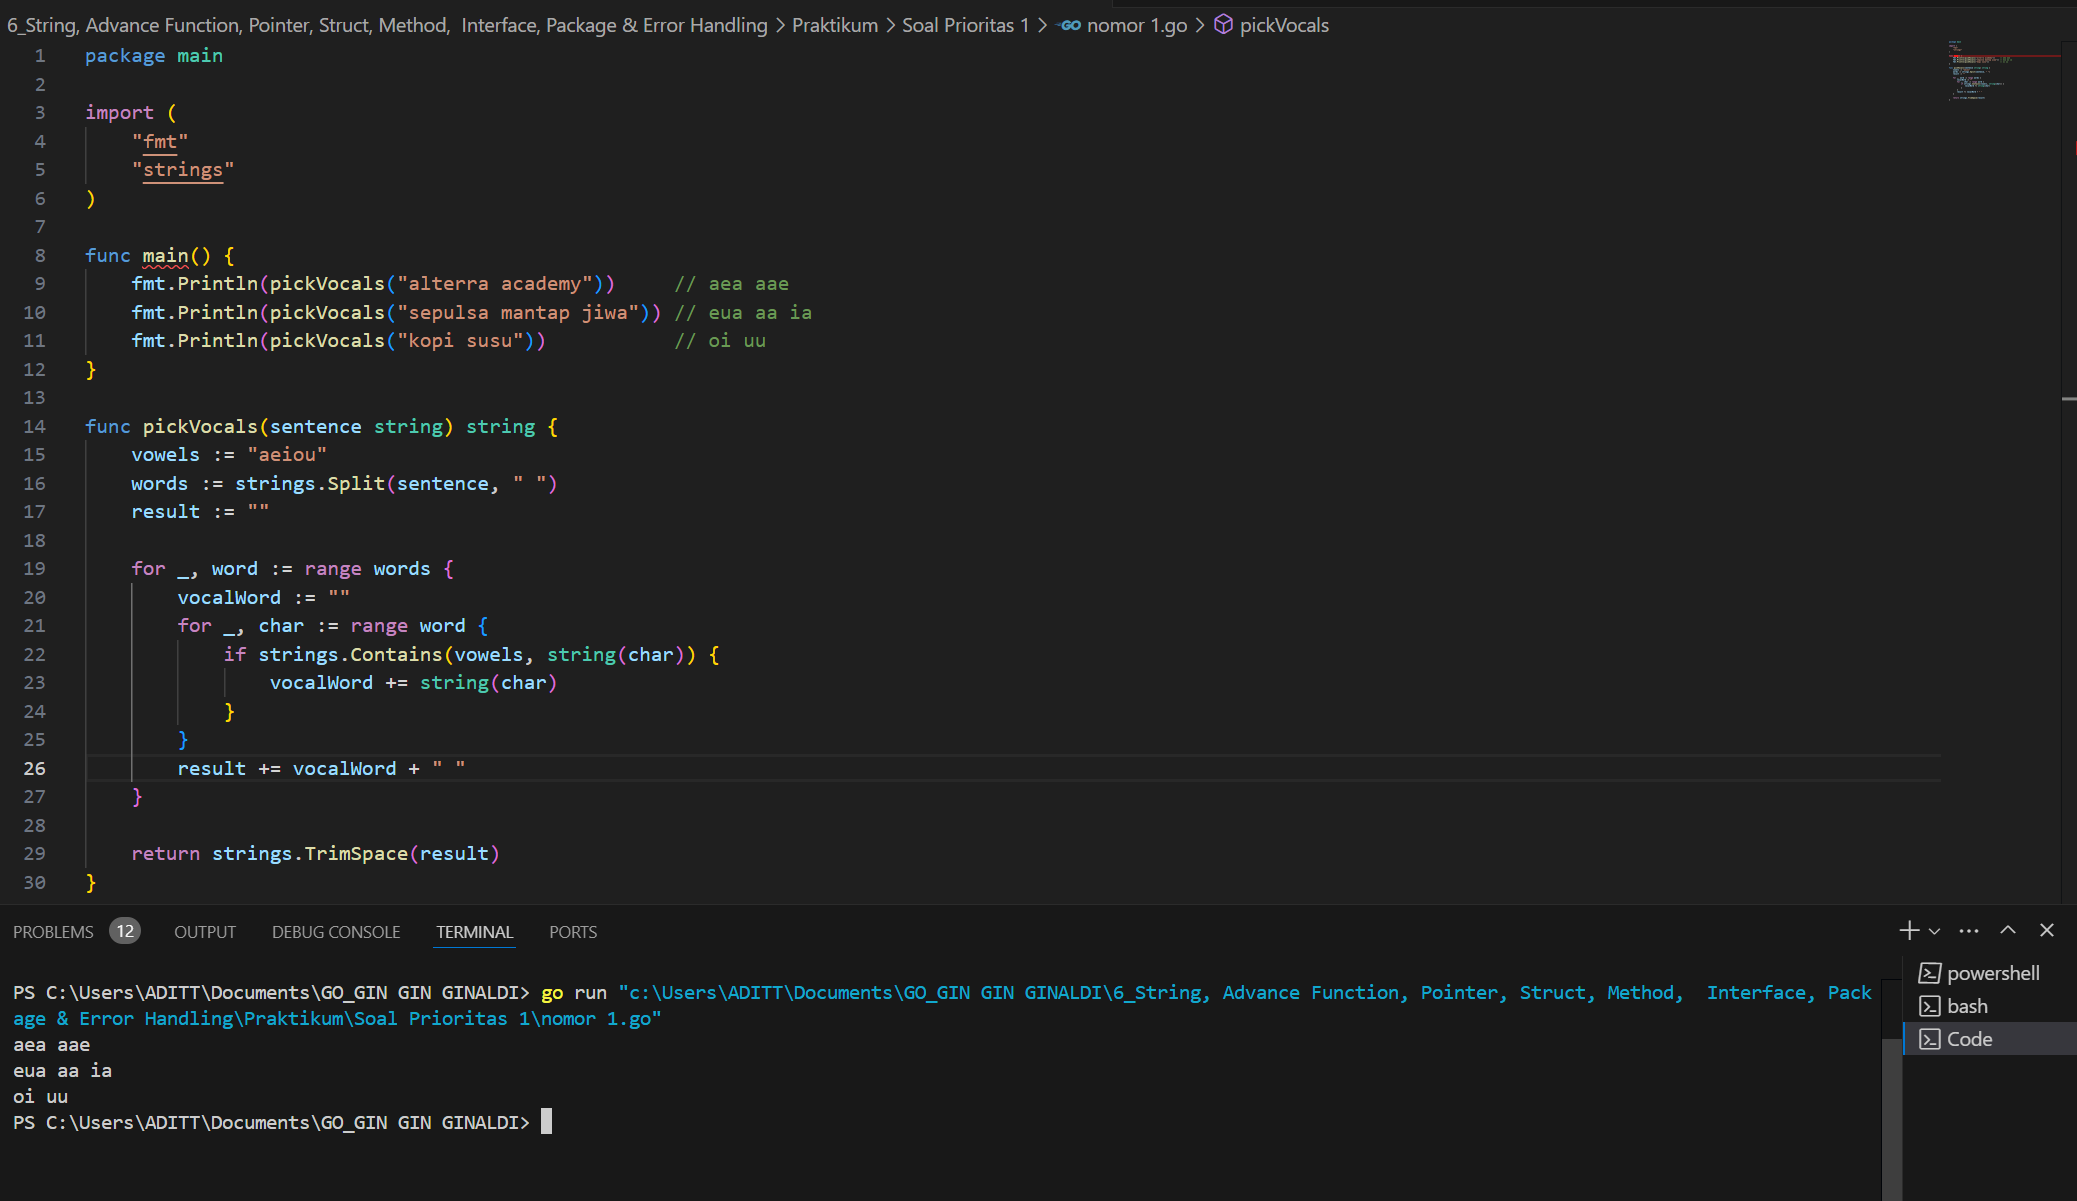 6_String, Advance Function, Pointer, Struct, Method,  Interface, Package & Error Handling > Praktikum > Soal Prioritas 1 > GO nomor 1.go > pickVocals
1 package main
2
3 import (
4     "fmt"
5     "strings"
6 )
7
8 func main() {
9     fmt.Println(pickVocals("alterra academy"))     // aea aae
10     fmt.Println(pickVocals("sepulsa mantap jiwa")) // eua aa ia
11     fmt.Println(pickVocals("kopi susu"))           // oi uu
12 }
13
14 func pickVocals(sentence string) string {
15     vowels := "aeiou"
16     words := strings.Split(sentence, " ")
17     result := ""
18
19     for _, word := range words {
20         vocalWord := ""
21         for _, char := range word {
22             if strings.Contains(vowels, string(char)) {
23                 vocalWord += string(char)
24             }
25         }
26         result += vocalWord + " "
27     }
28
29     return strings.TrimSpace(result)
30 }
PROBLEMS 12 OUTPUT DEBUG CONSOLE TERMINAL PORTS
PS C:\Users\ADITT\Documents\GO_GIN GIN GINALDI> go run "c:\Users\ADITT\Documents\GO_GIN GIN GINALDI\6_String, Advance Function, Pointer, Struct, Method,  Interface, Pack
age & Error Handling\Praktikum\Soal Prioritas 1\nomor 1.go"
aea aae
eua aa ia
oi uu
PS C:\Users\ADITT\Documents\GO_GIN GIN GINALDI>
powershell
bash
Code